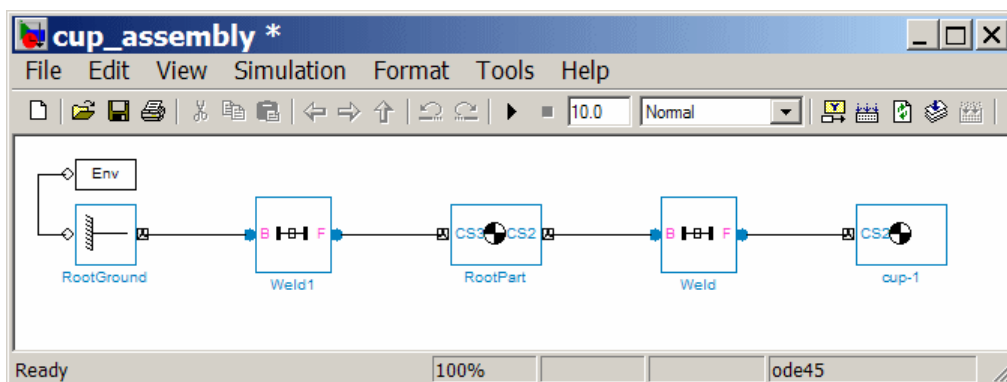 cup_assembly *
File Edit View Simulation Format Tools Help
10.0 Normal
Env
B F CS3 CS2 B F CS2
RootGround Weld1 RootPart Weld cup-1
Ready 100% ode45